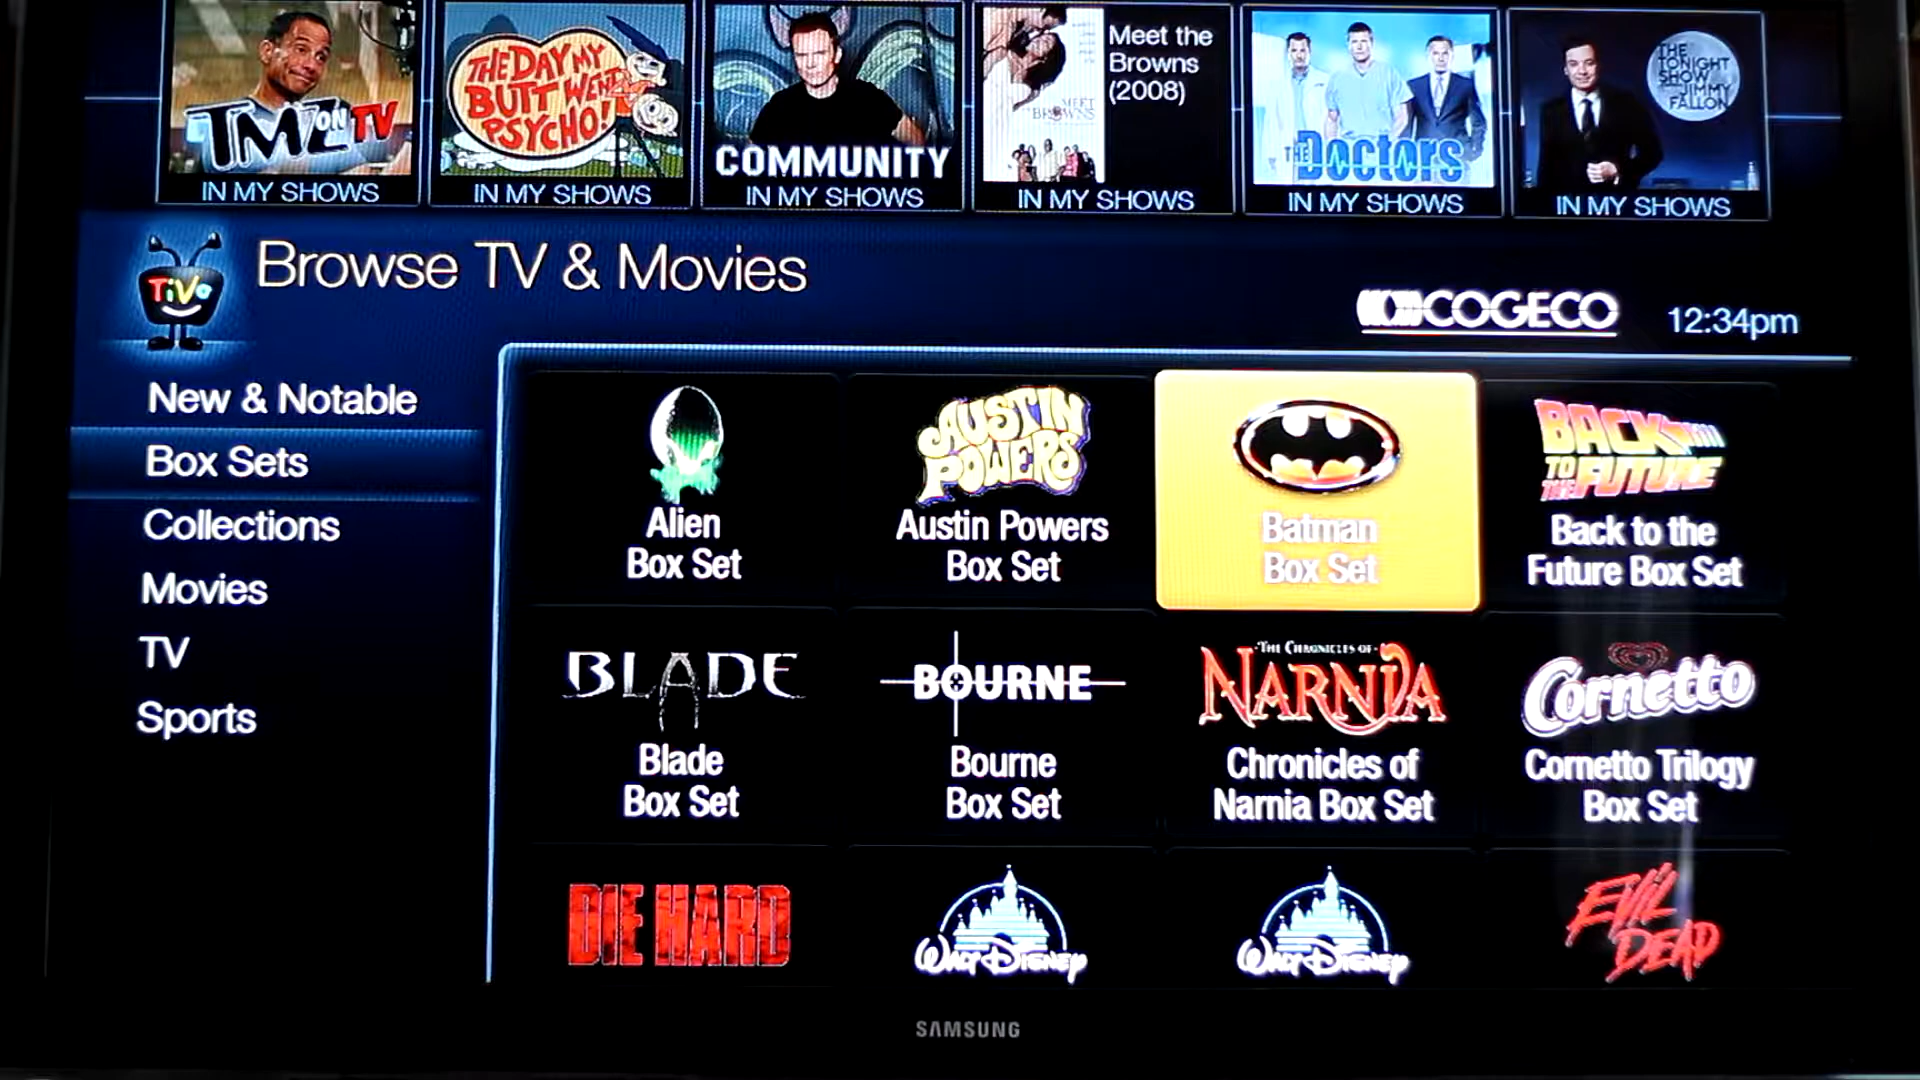 TMZ ON TV
IN MY SHOWS
THE DAY MY
BUTT WENT
PSYCHO!
IN MY SHOWS
COMMUNITY
IN MY SHOWS
MEET
BROWNS
Meet the
Browns
(2008)
IN MY SHOWS
THE Doctors
IN MY SHOWS
THE
TONIGHT
SHOW
JIMMY
FALLON
IN MY SHOWS
TiVo
Browse TV & Movies
COGECO
12:34pm
New & Notable
Box Sets
Collections
Movies
TV
Sports
Alien
Box Set
AUSTIN
POWERS
Austin Powers
Box Set
Batman
Box Set
BACK
TO THE FUTURE
Back to the
Future Box Set
BLADE
Blade
Box Set
BOURNE
Bourne
Box Set
THE CHRONICLES OF
NARNIA
Chronicles of
Narnia Box Set
Cornetto
Cornetto Trilogy
Box Set
DIE HARD
WALT DISNEY
WALT DISNEY
EVIL
DEAD
SAMSUNG